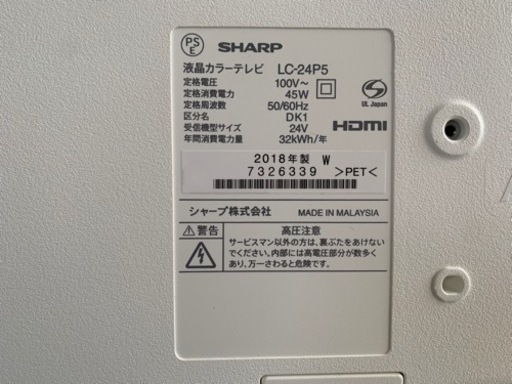 PS E SHARP
液晶カラーテレビ LC-24P5
定格電圧 100V~
定格消費電力 45W
定格周波数 50/60Hz
区分名 DK1
受信機型サイズ 24V
年間消費電力量 32kWh/年
UL Japan
HDMI
2018年製 W
7326339 >PET<
シャープ株式会社 MADE IN MALAYSIA
警告 高圧注意
サービスマン以外の方は、裏ぶたをあけない
でください。内部には高電圧部分が数多く
あり、万一さわると危険です。